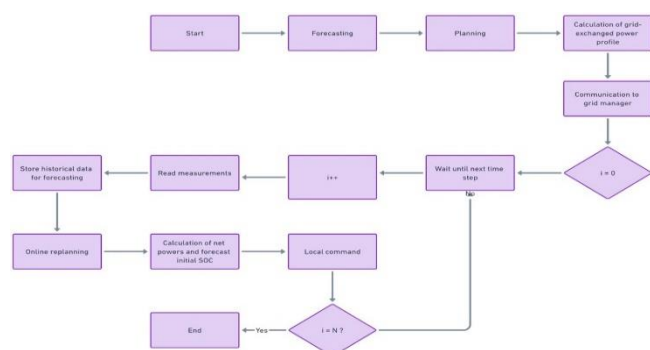 Start
Forecasting
Planning
Calculation of grid-
exchanged power
profile
Communication to
grid manager
i = 0
Wait until next time
step
i++
Read measurements
Store historical data
for forecasting
Online replanning
Calculation of net
powers and forecast
initial SOC
Local command
i = N ?
No
Yes
End